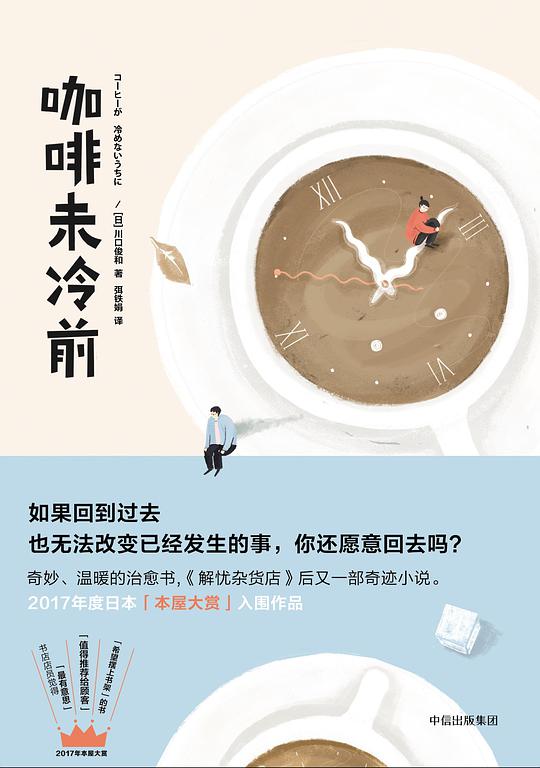 咖啡未冷前
コーヒーが 冷めないうちに / [日] 川口俊和 著 弭铁娟 译
XII
III
VI
IX
如果回到过去
也无法改变已经发生的事，你还愿意回去吗？
奇妙、温暖的治愈书，《解忧杂货店》后又一部奇迹小说。
2017年度日本「本屋大赏」入围作品
书店店员觉得
「最有意思」
「值得推荐给顾客」
「希望摆上书架」的书
2017年本屋大赏
中信出版集团